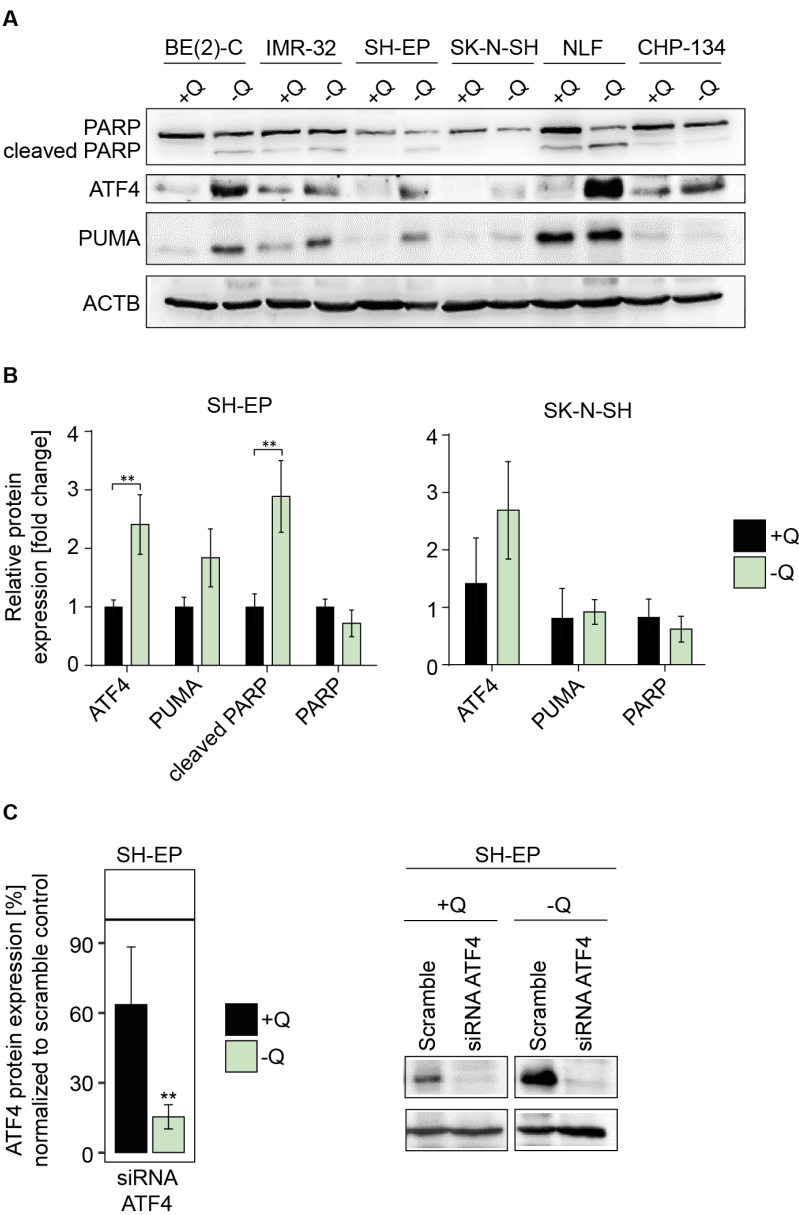 A
BE(2)-C IMR-32 SH-EP SK-N-SH NLF CHP-134
+Q -Q +Q -Q +Q -Q +Q -Q +Q -Q +Q -Q
PARP
cleaved PARP
ATF4
PUMA
ACTB
B
SH-EP
Relative protein
expression [fold change]
4
3
2
1
0
** **
ATF4 PUMA cleaved PARP PARP
SK-N-SH
4
3
2
1
0
ATF4 PUMA PARP
+Q
-Q
C
SH-EP
ATF4 protein expression [%]
normalized to scramble control
90
60
30
0
**
siRNA
ATF4
+Q
-Q
SH-EP
+Q -Q
Scramble siRNA ATF4 Scramble siRNA ATF4